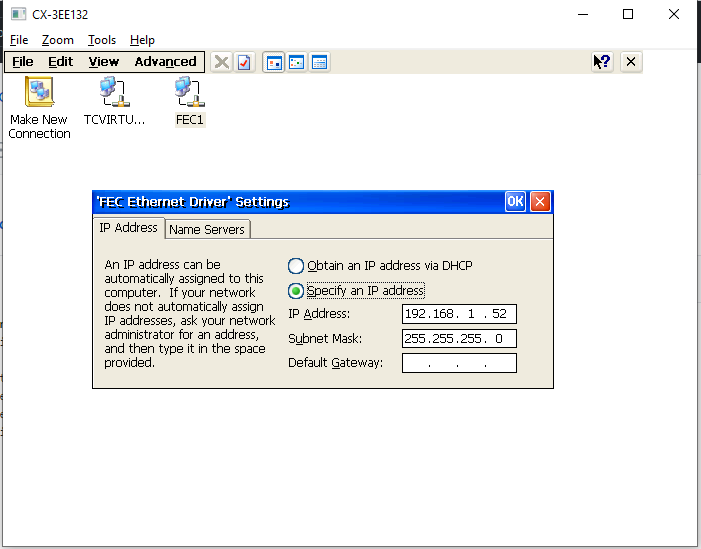 CX-3EE132
File Zoom Tools Help
File Edit View Advanced
Make New
Connection
TCVIRTU...
FEC1
'FEC Ethernet Driver' Settings
OK
IP Address
Name Servers
An IP address can be
automatically assigned to this
computer. If your network
does not automatically assign
IP addresses, ask your network
administrator for an address,
and then type it in the space
provided.
Obtain an IP address via DHCP
Specify an IP address
IP Address: 192.168. 1 . 52
Subnet Mask: 255.255.255. 0
Default Gateway: . . .